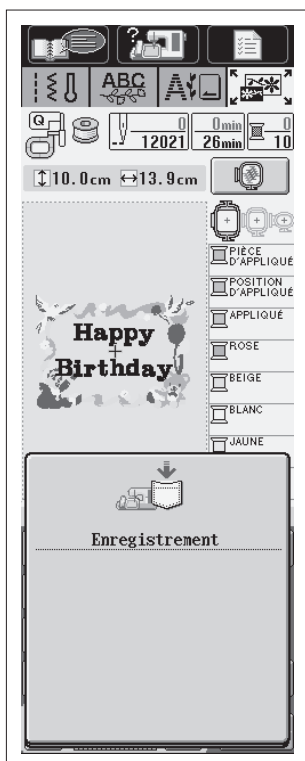 ABC
A
Q
0
12021
0min
26min
0
10
10.0cm
13.9cm
PIÈCE
D'APPLIQUÉ
POSITION
D'APPLIQUÉ
APPLIQUÉ
ROSE
BEIGE
BLANC
JAUNE
Happy
Birthday
Enregistrement